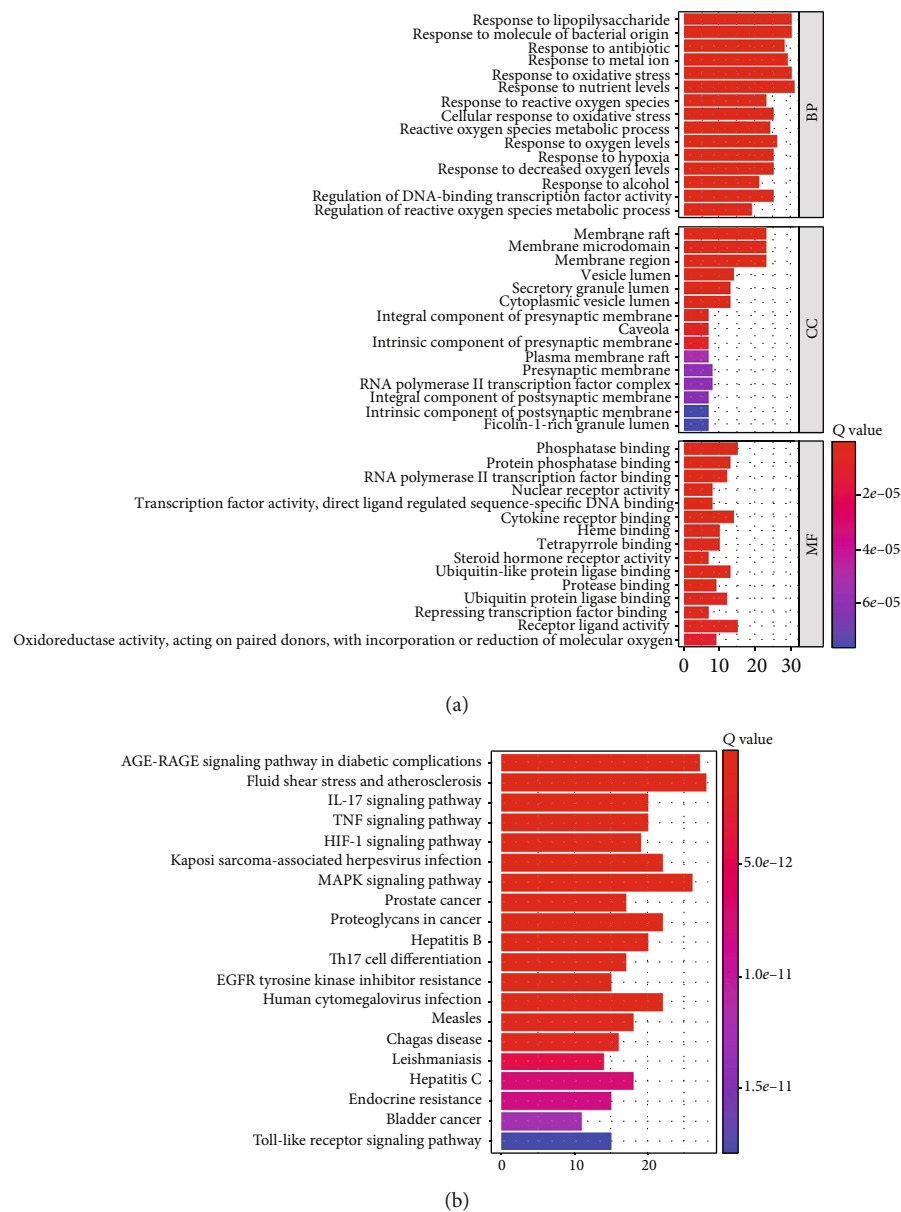 Response to lipopilysaccharide
Response to molecule of bacterial origin
Response to antibiotic
Response to metal ion
Response to oxidative stress
Response to nutrient levels
Response to reactive oxygen species
Cellular response to oxidative stress
Reactive oxygen species metabolic process
Response to oxygen levels
Response to hypoxia
Response to decreased oxygen levels
Response to alcohol
Regulation of DNA-binding transcription factor activity
Regulation of reactive oxygen species metabolic process
BP
Membrane raft
Membrane microdomain
Membrane region
Vesicle lumen
Secretory granule lumen
Cytoplasmic vesicle lumen
Integral component of presynaptic membrane
Caveola
Intrinsic component of presynaptic membrane
Plasma membrane raft
Presynaptic membrane
RNA polymerase II transcription factor complex
Integral component of postsynaptic membrane
Intrinsic component of postsynaptic membrane
Ficolin-1-rich granule lumen
CC
Phosphatase binding
Protein phosphatase binding
RNA polymerase II transcription factor binding
Nuclear receptor activity
Transcription factor activity, direct ligand regulated sequence-specific DNA binding
Cytokine receptor binding
Heme binding
Tetrapyrrole binding
Steroid hormone receptor activity
Ubiquitin-like protein ligase binding
Protease binding
Ubiquitin protein ligase binding
Repressing transcription factor binding
Receptor ligand activity
Oxidoreductase activity, acting on paired donors, with incorporation or reduction of molecular oxygen
MF
0 10 20 30
Q value
2e–05
4e–05
6e–05
(a)
AGE-RAGE signaling pathway in diabetic complications
Fluid shear stress and atherosclerosis
IL-17 signaling pathway
TNF signaling pathway
HIF-1 signaling pathway
Kaposi sarcoma-associated herpesvirus infection
MAPK signaling pathway
Prostate cancer
Proteoglycans in cancer
Hepatitis B
Th17 cell differentiation
EGFR tyrosine kinase inhibitor resistance
Human cytomegalovirus infection
Measles
Chagas disease
Leishmaniasis
Hepatitis C
Endocrine resistance
Bladder cancer
Toll-like receptor signaling pathway
0 10 20
Q value
5.0e–12
1.0e–11
1.5e–11
(b)